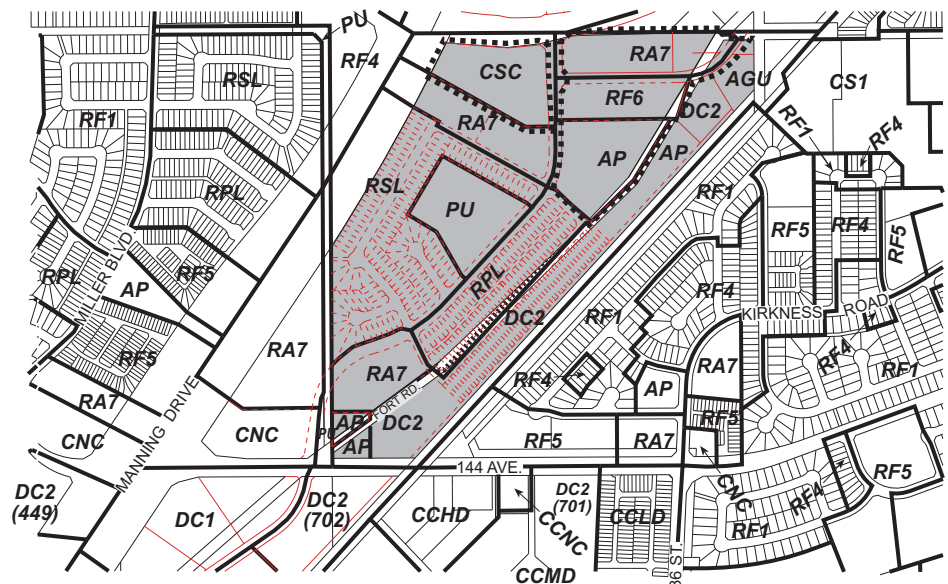 PU
RF4
RSL
CSC
RA7
AGU
CS1
RF1
RF6
DC2
RF1
RF4
RA7
AP
AP
RPL
RSL
PU
RF1
RF5
RF4
RF5
MILLER BLVD
RF5
RPL
AP
RPL
RF4
DC2
KIRKNESS ROAD
RF1
RF5
RA7
RA7
RF4
RF4
RA7
RF1
AP
FORT RD.
RA7
MANNING DRIVE
CNC
CNC
PU
AP
AP
DC2
RF5
RA7
RF5
144 AVE.
CNC
RF4
RF5
DC2
(449)
DC1
DC2
(702)
CCHD
CCNC
DC2
(701)
CCLD
RF1
CCMD